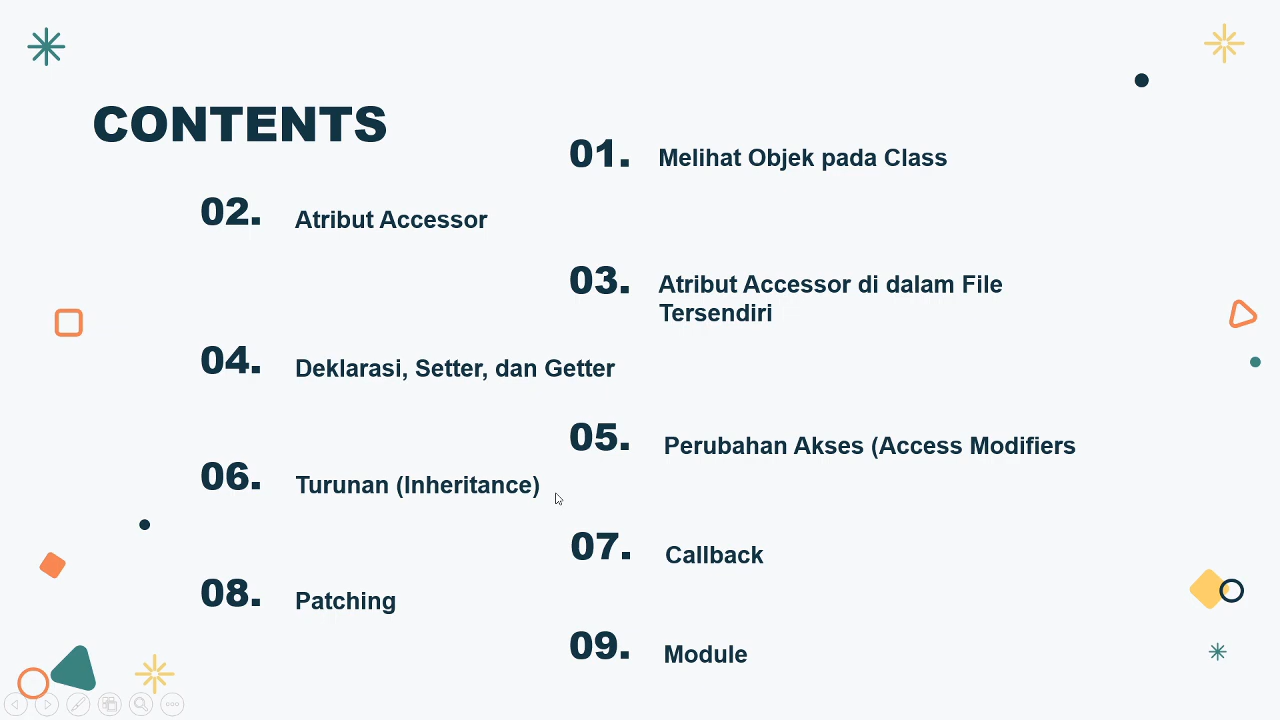 CONTENTS
01. Melihat Objek pada Class
02. Atribut Accessor
03. Atribut Accessor di dalam File
Tersendiri
04. Deklarasi, Setter, dan Getter
05. Perubahan Akses (Access Modifiers
06. Turunan (Inheritance)
07. Callback
08. Patching
09. Module